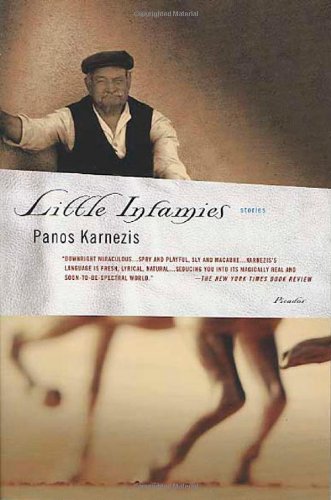 Little Infamies stories
Panos Karnezis
"DOWNRIGHT MIRACULOUS...SPRY AND PLAYFUL, SLY AND MACABRE...KARNEZIS'S
LANGUAGE IS FRESH, LYRICAL, NATURAL...SEDUCING YOU INTO ITS MAGICALLY REAL AND
SOON-TO-BE-SPECTRAL WORLD." —THE NEW YORK TIMES BOOK REVIEW
Picador